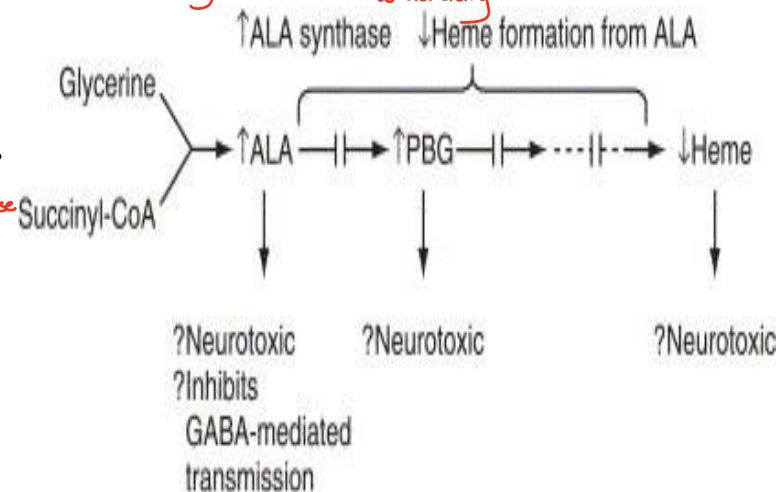 ↑ALA synthase ↓Heme formation from ALA
Glycerine
↑ALA ↑PBG ↓Heme
Succinyl-CoA
?Neurotoxic ?Neurotoxic ?Neurotoxic
?Inhibits
GABA-mediated
transmission